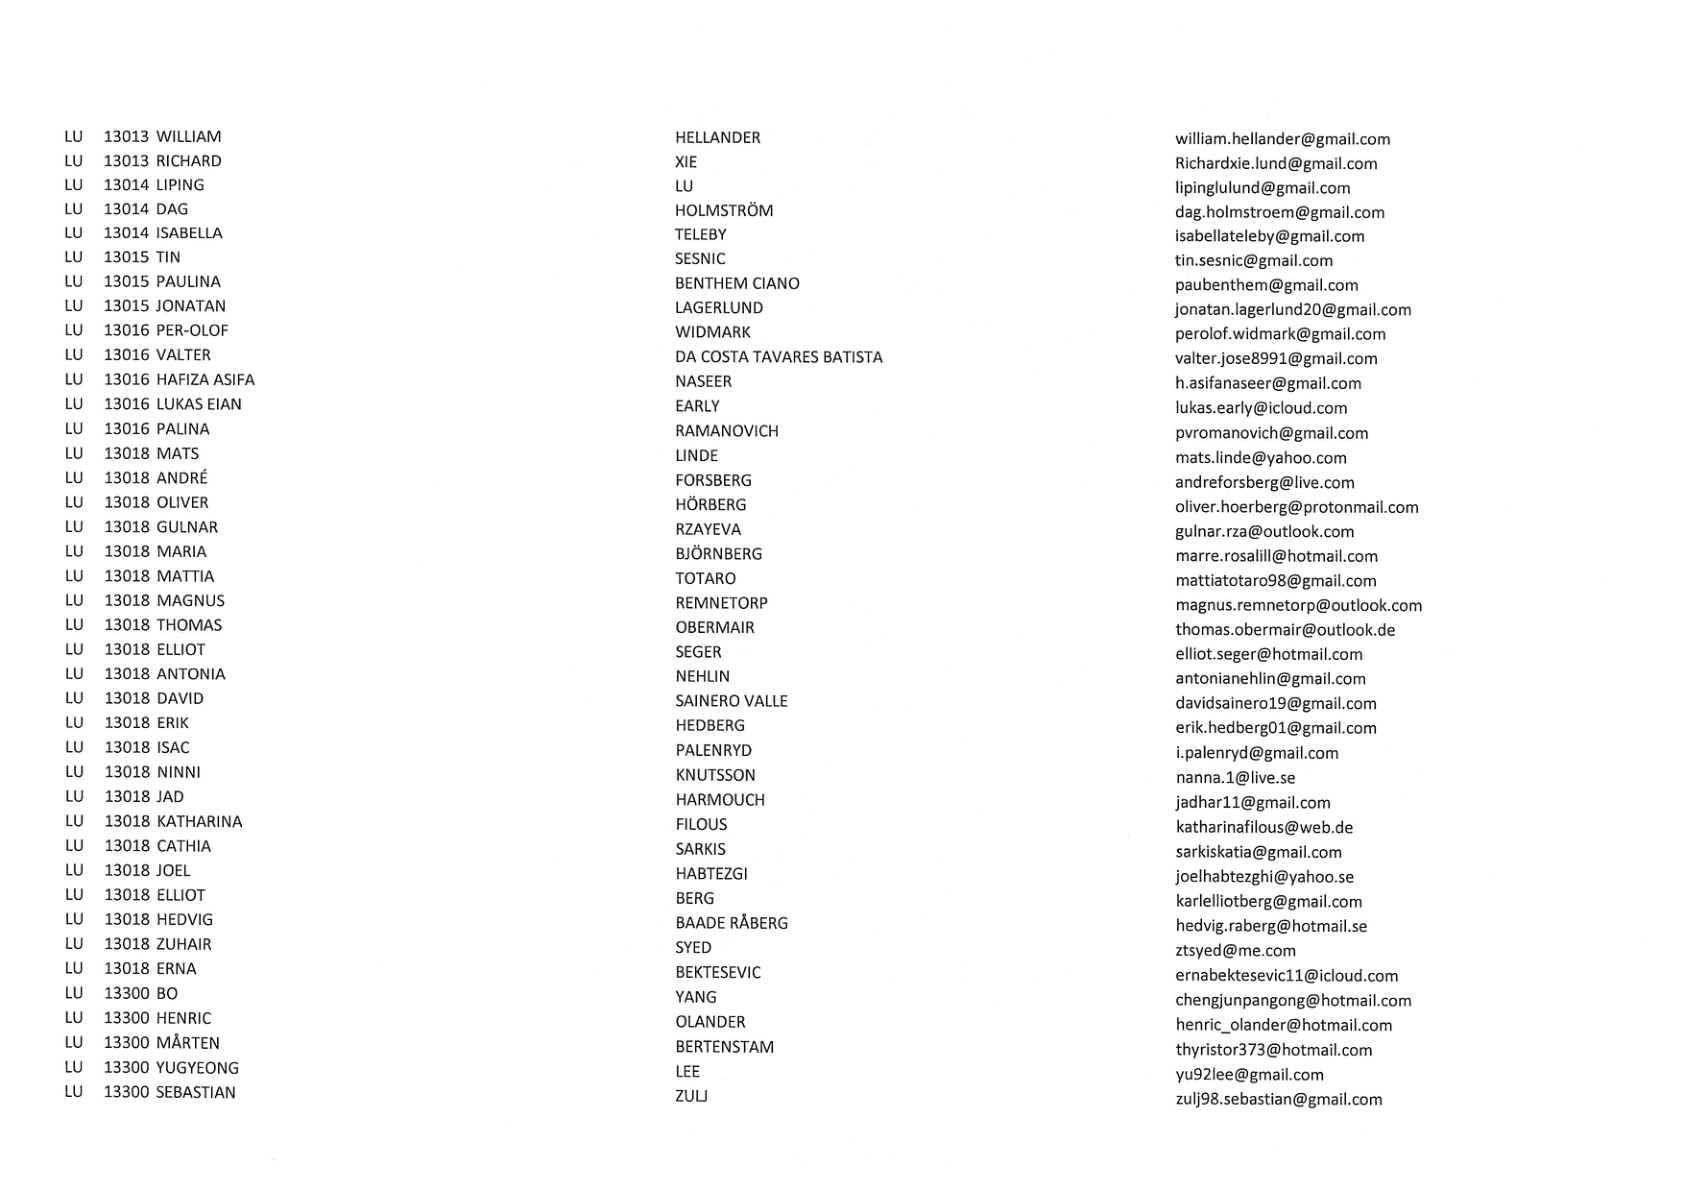 LU 13013 WILLIAM HELLANDER william.hellander@gmail.com
LU 13013 RICHARD XIE Richardxie.lund@gmail.com
LU 13014 LIPING LU lipinglulund@gmail.com
LU 13014 DAG HOLMSTRÖM dag.holmstroem@gmail.com
LU 13014 ISABELLA TELEBY isabellateleby@gmail.com
LU 13015 TIN SESNIC tin.sesnic@gmail.com
LU 13015 PAULINA BENTHEM CIANO paubenthem@gmail.com
LU 13015 JONATAN LAGERLUND jonatan.lagerlund20@gmail.com
LU 13016 PER-OLOF WIDMARK perolof.widmark@gmail.com
LU 13016 VALTER DA COSTA TAVARES BATISTA valter.jose8991@gmail.com
LU 13016 HAFIZA ASIFA NASEER h.asifanaseer@gmail.com
LU 13016 LUKAS EIAN EARLY lukas.early@icloud.com
LU 13016 PALINA RAMANOVICH pvromanovich@gmail.com
LU 13018 MATS LINDE mats.linde@yahoo.com
LU 13018 ANDRÉ FORSBERG andreforsberg@live.com
LU 13018 OLIVER HÖRBERG oliver.hoerberg@protonmail.com
LU 13018 GULNAR RZAYEVA gulnar.rza@outlook.com
LU 13018 MARIA BJÖRNBERG marre.rosalill@hotmail.com
LU 13018 MATTIA TOTARO mattiatotaro98@gmail.com
LU 13018 MAGNUS REMNETORP magnus.remnetorp@outlook.com
LU 13018 THOMAS OBERMAIR thomas.obermair@outlook.de
LU 13018 ELLIOT SEGER elliot.seger@hotmail.com
LU 13018 ANTONIA NEHLIN antonianehlin@gmail.com
LU 13018 DAVID SAINERO VALLE davidsainero19@gmail.com
LU 13018 ERIK HEDBERG erik.hedberg01@gmail.com
LU 13018 ISAC PALENRYD i.palenryd@gmail.com
LU 13018 NINNI KNUTSSON nanna.1@live.se
LU 13018 JAD HARMOUCH jadhar11@gmail.com
LU 13018 KATHARINA FILOUS katharinafilous@web.de
LU 13018 CATHIA SARKIS sarkiskatia@gmail.com
LU 13018 JOEL HABTEZGI joelhabtezghi@yahoo.se
LU 13018 ELLIOT BERG karlelliotberg@gmail.com
LU 13018 HEDVIG BAADE RÅBERG hedvig.raberg@hotmail.se
LU 13018 ZUHAIR SYED ztsyed@me.com
LU 13018 ERNA BEKTESEVIC ernabektesevic11@icloud.com
LU 13300 BO YANG chengjunpangong@hotmail.com
LU 13300 HENRIC OLANDER henric_olander@hotmail.com
LU 13300 MÅRTEN BERTENSTAM thyristor373@hotmail.com
LU 13300 YUGYEONG LEE yu92lee@gmail.com
LU 13300 SEBASTIAN ZULJ zulj98.sebastian@gmail.com